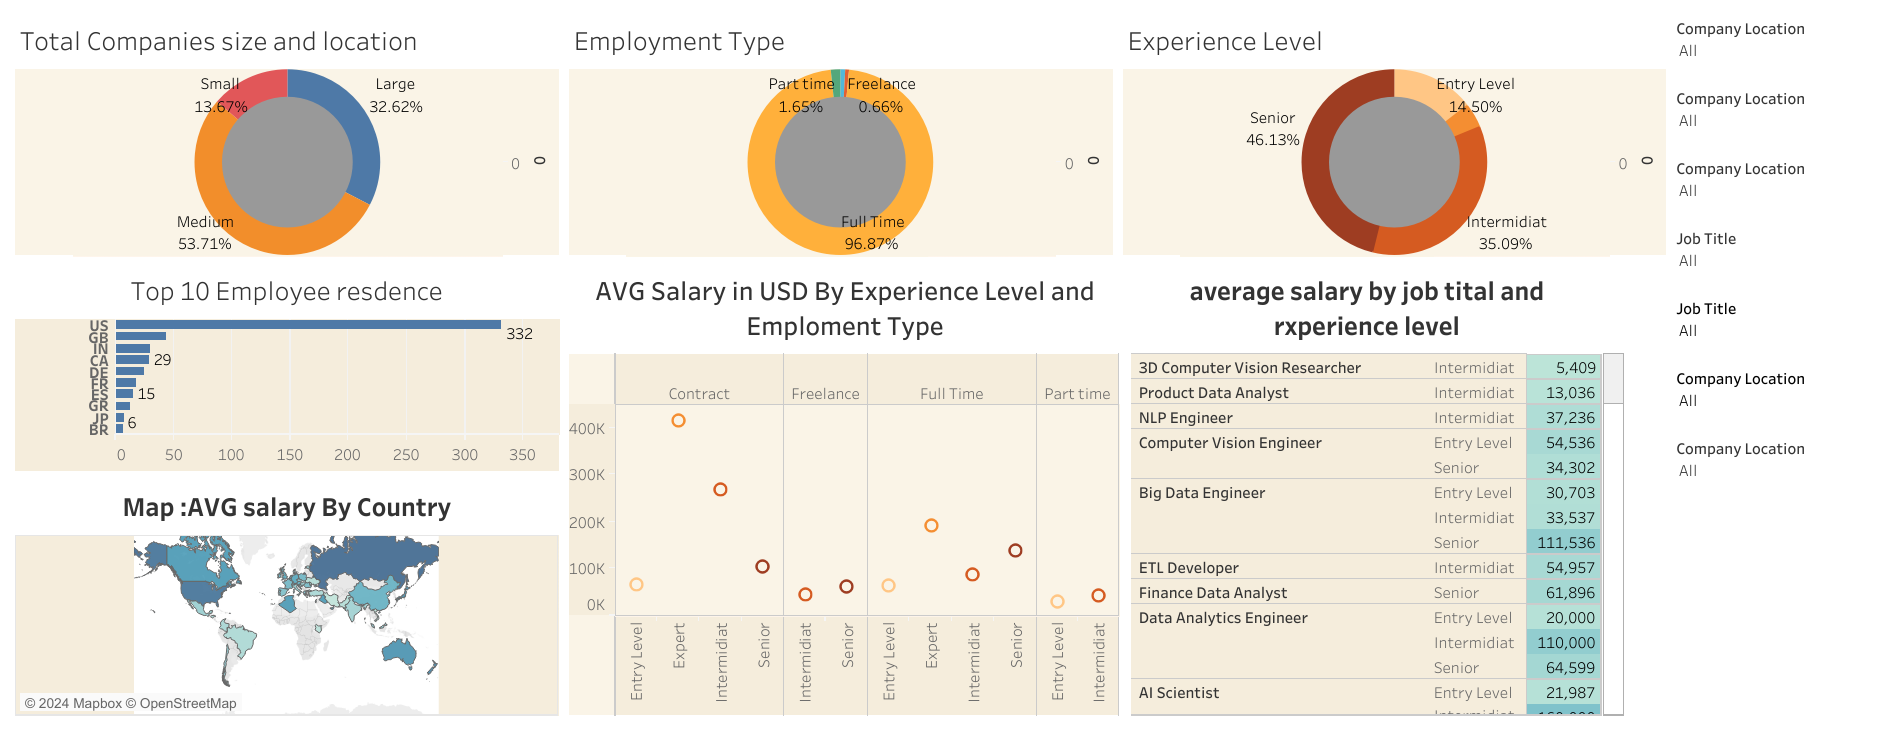 Total Companies size and location
Small
13.67%
Large
32.62%
Medium
53.71%
0
0
Employment Type
Part time
1.65%
Freelance
0.66%
Full Time
96.87%
0
0
Experience Level
Entry Level
14.50%
Senior
46.13%
Intermidiat
35.09%
0
0
Company Location
All
Company Location
All
Company Location
All
Job Title
All
Job Title
All
Company Location
All
Company Location
All
Top 10 Employee resdence
US
332
GB
IN
CA
29
DE
FR
ES
15
GR
JP
6
BR
0 50 100 150 200 250 300 350
Map :AVG salary By Country
© 2024 Mapbox © OpenStreetMap
AVG Salary in USD By Experience Level and
Emploment Type
Contract Freelance Full Time Part time
400K
300K
200K
100K
0K
Entry Level
Expert
Intermidiat
Senior
Intermidiat
Senior
Entry Level
Expert
Intermidiat
Senior
Entry Level
Intermidiat
average salary by job tital and
rxperience level
3D Computer Vision Researcher Intermidiat 5,409
Product Data Analyst Intermidiat 13,036
NLP Engineer Intermidiat 37,236
Computer Vision Engineer Entry Level 54,536
Senior 34,302
Big Data Engineer Entry Level 30,703
Intermidiat 33,537
Senior 111,536
ETL Developer Intermidiat 54,957
Finance Data Analyst Senior 61,896
Data Analytics Engineer Entry Level 20,000
Intermidiat 110,000
Senior 64,599
AI Scientist Entry Level 21,987